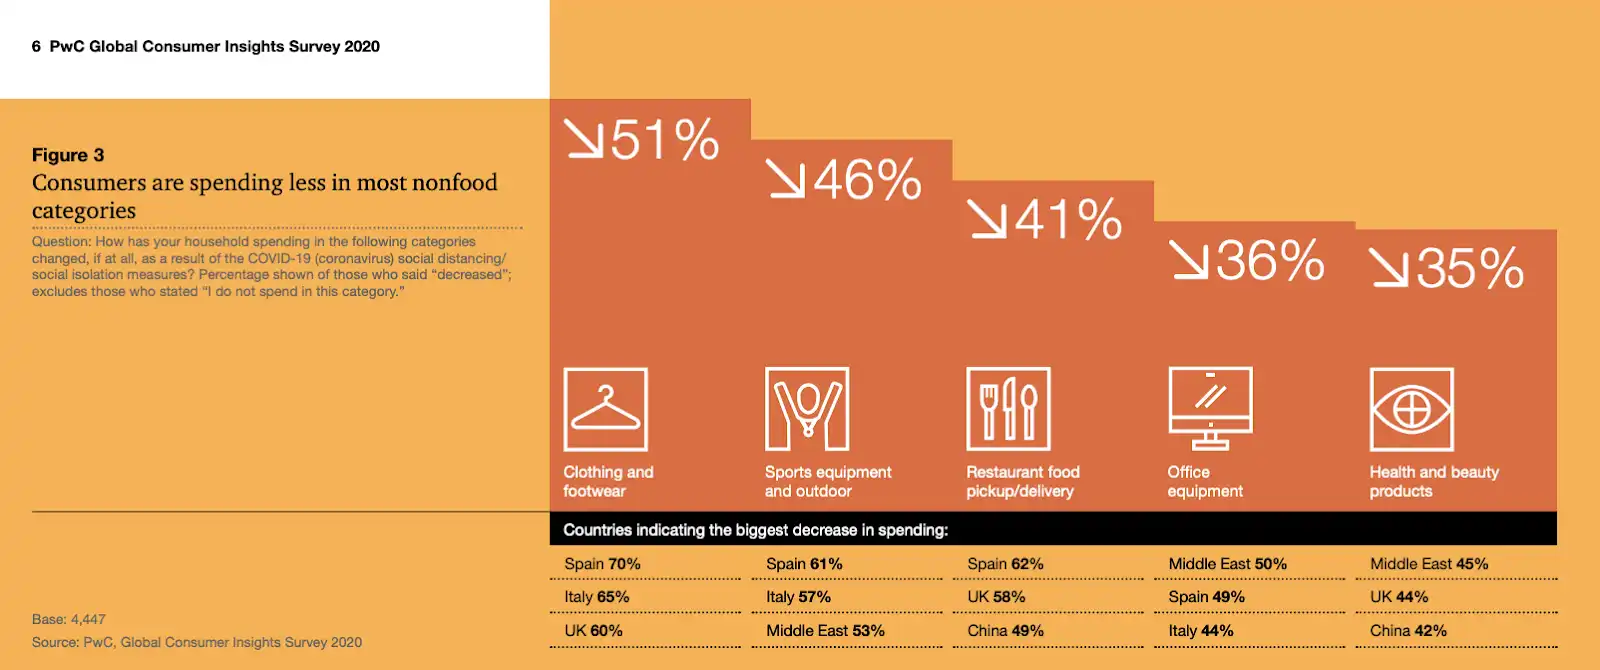 6 PwC Global Consumer Insights Survey 2020
Figure 3
Consumers are spending less in most nonfood
categories
Question: How has your household spending in the following categories
changed, if at all, as a result of the COVID-19 (coronavirus) social distancing/
social isolation measures? Percentage shown of those who said “decreased”;
excludes those who stated “I do not spend in this category.”
51%
46%
41%
36%
35%
Clothing and
footwear
Sports equipment
and outdoor
Restaurant food
pickup/delivery
Office
equipment
Health and beauty
products
Countries indicating the biggest decrease in spending:
Spain 70%
Italy 65%
UK 60%
Spain 61%
Italy 57%
Middle East 53%
Spain 62%
UK 58%
China 49%
Middle East 50%
Spain 49%
Italy 44%
Middle East 45%
UK 44%
China 42%
Base: 4,447
Source: PwC, Global Consumer Insights Survey 2020